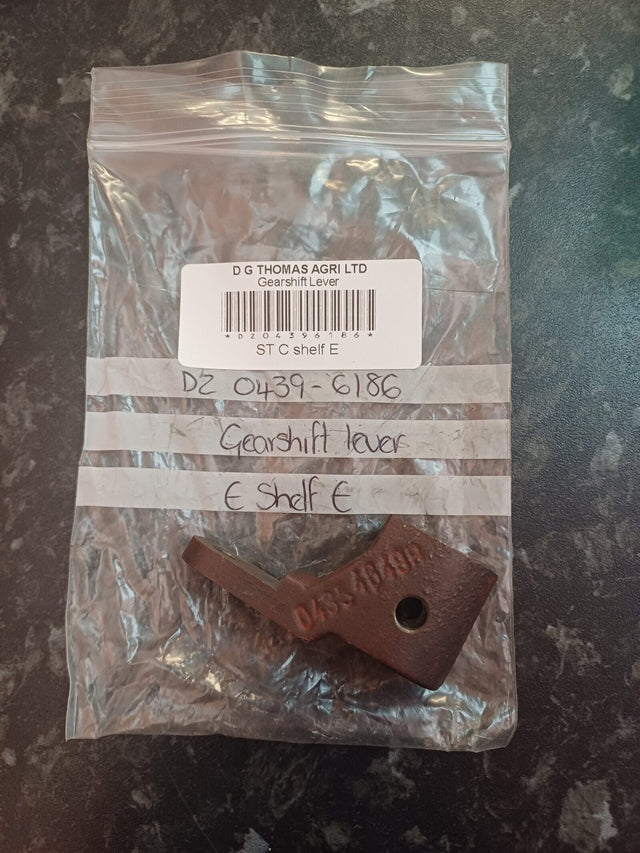 D G THOMAS AGRI LTD
Gearshift Lever
*DZ04396186*
ST C shelf E
DZ 0439-6186
Gearshift lever
E Shelf E